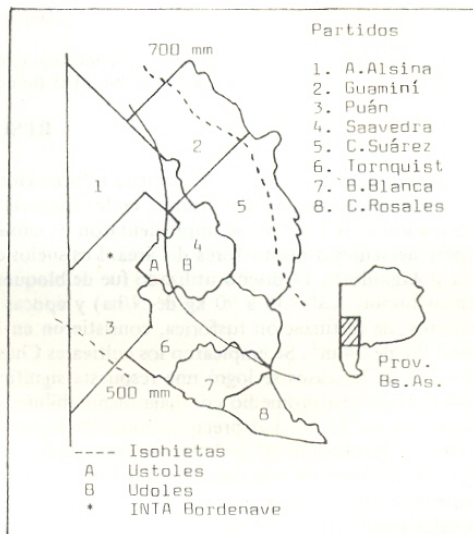 700 mm
Partidos
1. A.Alsina
2. Guaminí
3. Puán
4. Saavedra
5. C.Suárez
6. Tornquist
7. B.Blanca
8. C.Rosales
2
1
5
4
*
A
B
3
6
7
500 mm
8
Prov.
Bs.As.
---- Isohietas
A Ustoles
B Udoles
* INTA Bordenave